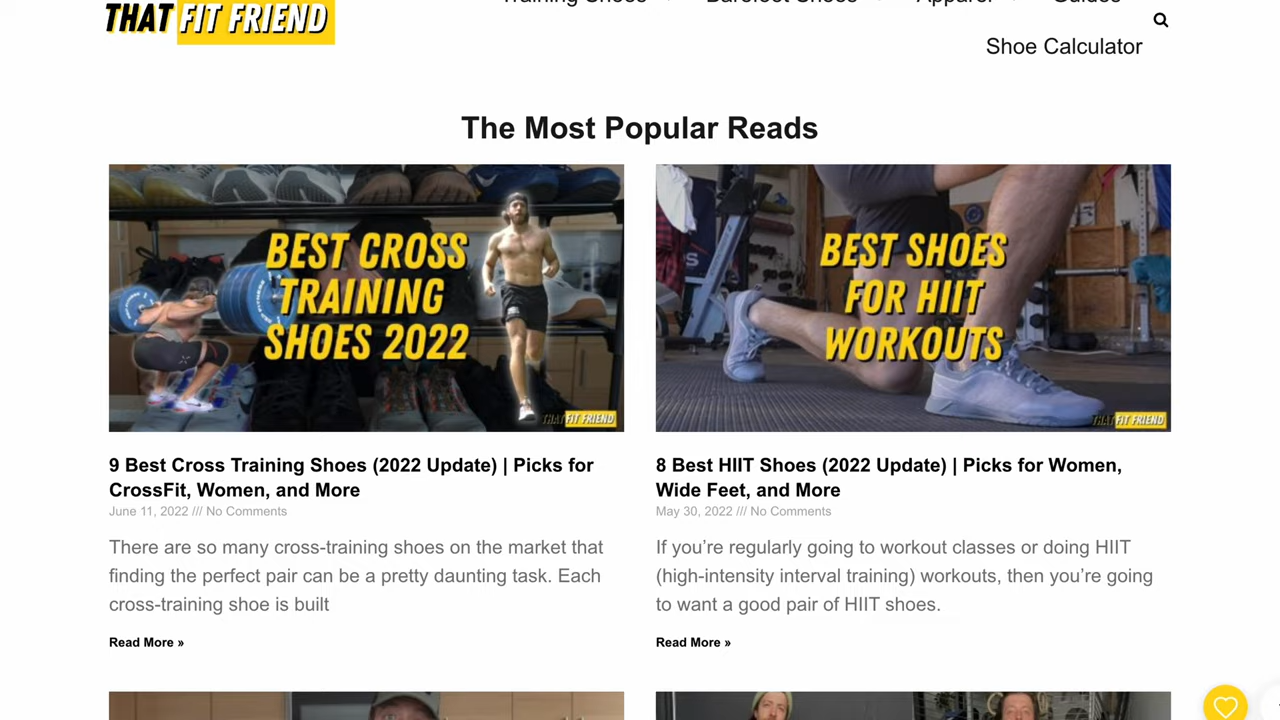 THAT FIT FRIEND
Training Shoes Barefoot Shoes Apparel Guides
Shoe Calculator
The Most Popular Reads
BEST CROSS
TRAINING
SHOES 2022
THAT FIT FRIEND
BEST SHOES
FOR HIIT
WORKOUTS
THAT FIT FRIEND
9 Best Cross Training Shoes (2022 Update) | Picks for
CrossFit, Women, and More
June 11, 2022 /// No Comments
There are so many cross-training shoes on the market that
finding the perfect pair can be a pretty daunting task. Each
cross-training shoe is built
Read More »
8 Best HIIT Shoes (2022 Update) | Picks for Women,
Wide Feet, and More
May 30, 2022 /// No Comments
If you’re regularly going to workout classes or doing HIIT
(high-intensity interval training) workouts, then you’re going
to want a good pair of HIIT shoes.
Read More »